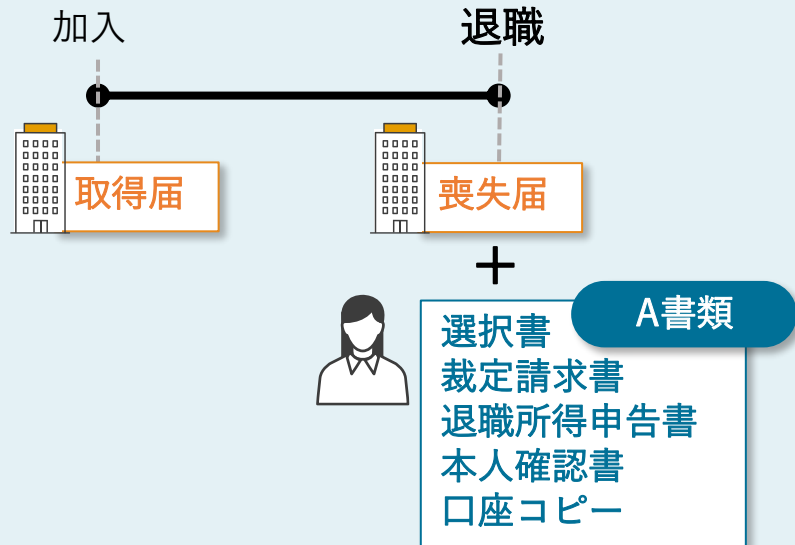 加入
退職
取得届
喪失届
+
A書類
選択書
裁定請求書
退職所得申告書
本人確認書
口座コピー